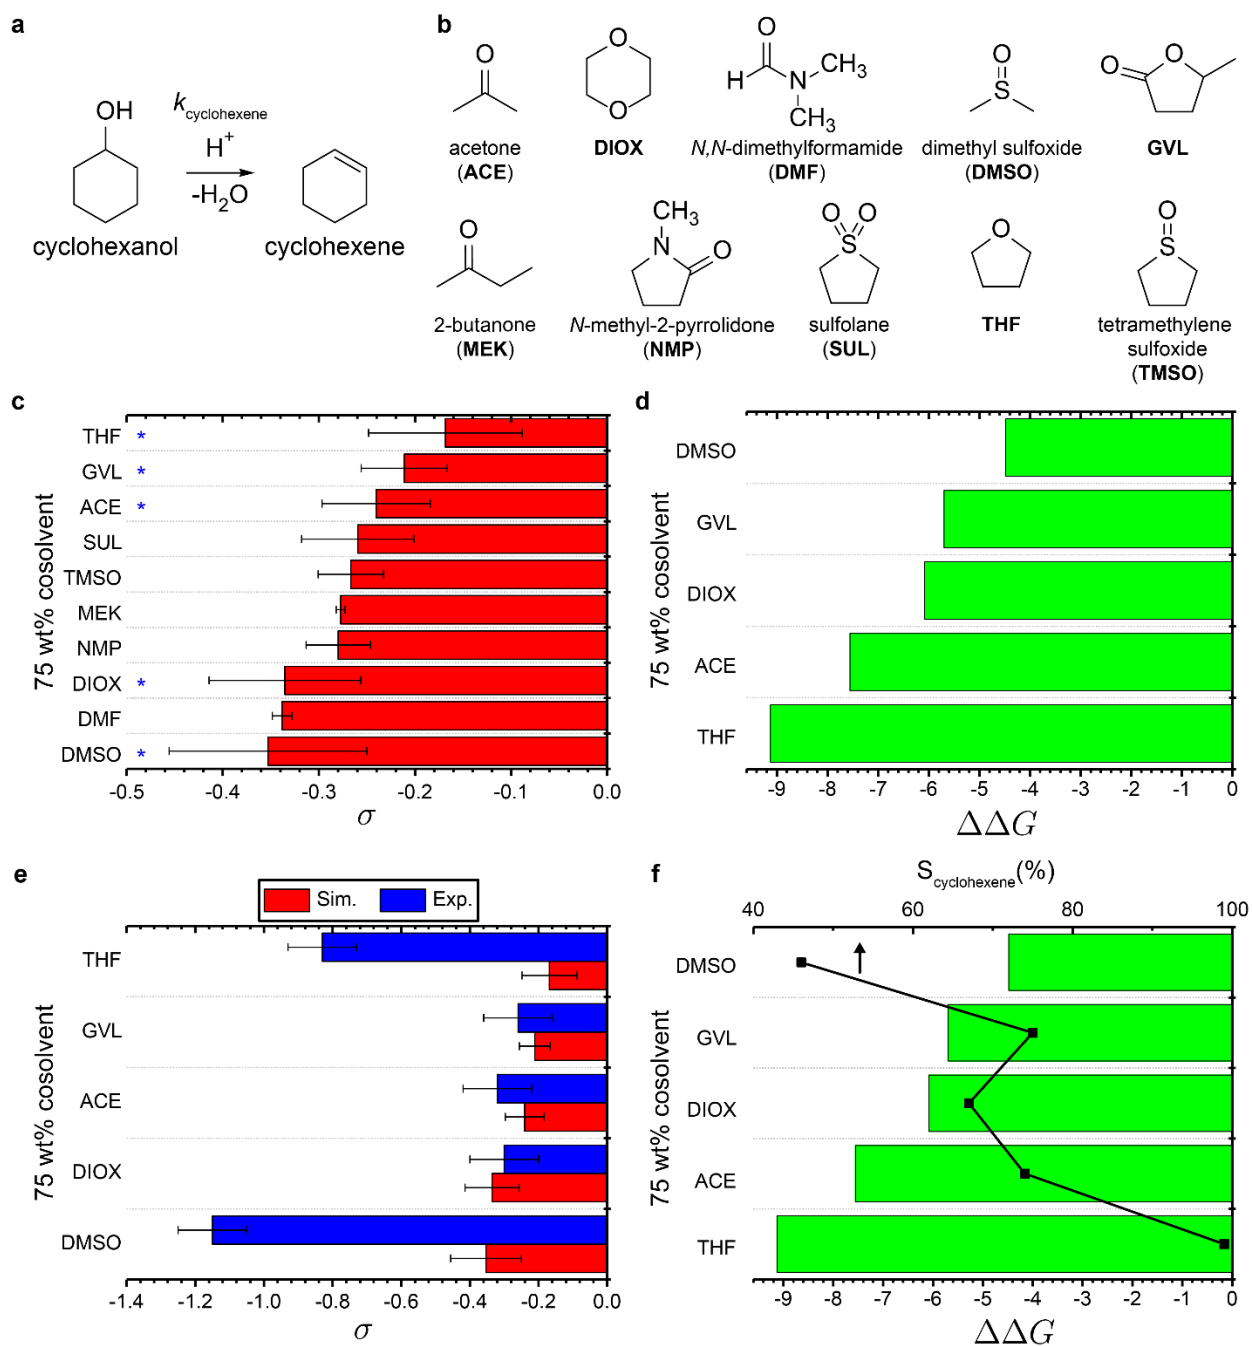 a
OH
k cyclohexene
H+
-H2O
cyclohexanol
cyclohexene
b
O
acetone
(ACE)
O
O
DIOX
O
H
N
CH3
CH3
N,N-dimethylformamide
(DMF)
O
S
dimethyl sulfoxide
(DMSO)
O
O
GVL
O
2-butanone
(MEK)
CH3
N
O
N-methyl-2-pyrrolidone
(NMP)
O O
S
sulfolane
(SUL)
O
THF
O
S
tetramethylene
sulfoxide
(TMSO)
c
75 wt% cosolvent
THF *
GVL *
ACE *
SUL
TMSO
MEK
NMP
DIOX *
DMF
DMSO *
-0.5 -0.4 -0.3 -0.2 -0.1 0.0
σ
d
75 wt% cosolvent
DMSO
GVL
DIOX
ACE
THF
-9 -8 -7 -6 -5 -4 -3 -2 -1 0
ΔΔG
e
Sim. Exp.
75 wt% cosolvent
THF
GVL
ACE
DIOX
DMSO
-1.4 -1.2 -1.0 -0.8 -0.6 -0.4 -0.2 0.0
σ
f
S cyclohexene (%)
40 60 80 100
75 wt% cosolvent
DMSO
GVL
DIOX
ACE
THF
-9 -8 -7 -6 -5 -4 -3 -2 -1 0
ΔΔG